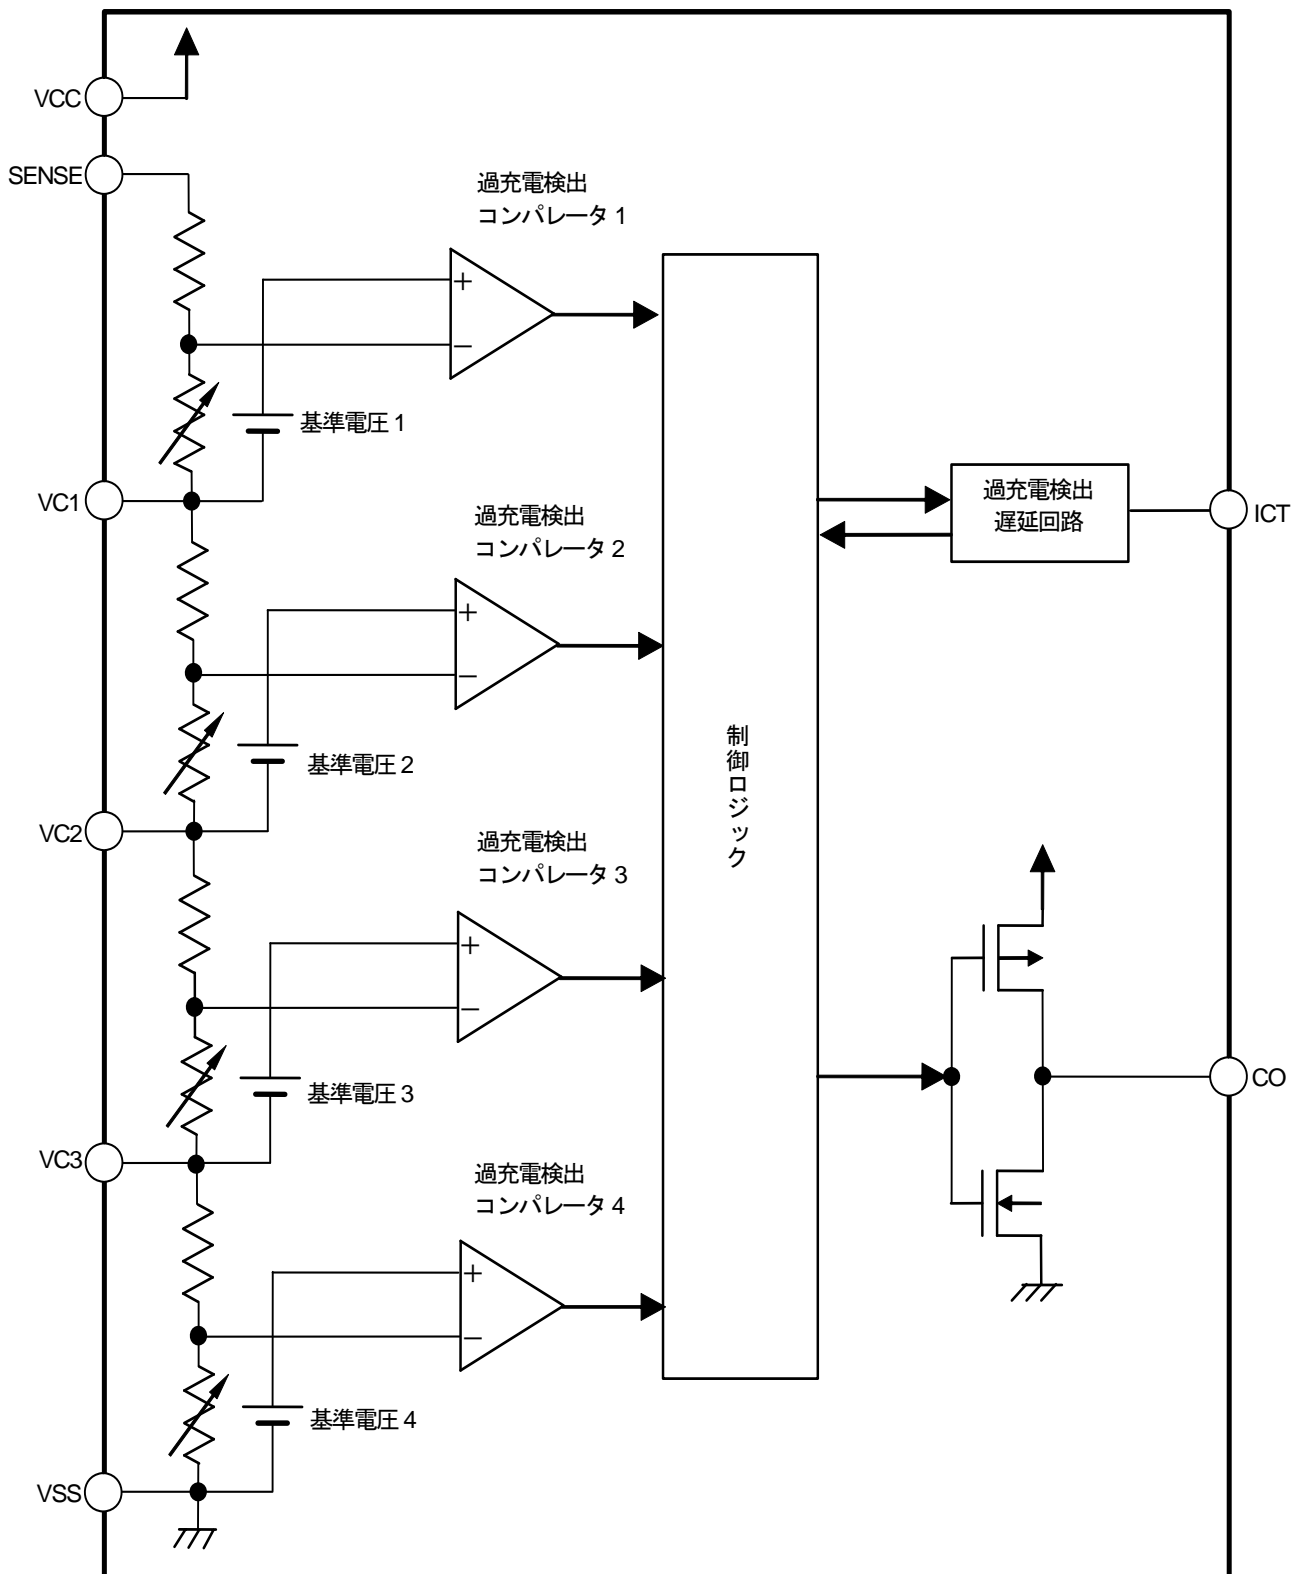 VCC
SENSE
過充電検出
コンパレータ 1
+
−
基準電圧 1
VC1
過充電検出
コンパレータ 2
+
−
基準電圧 2
VC2
過充電検出
コンパレータ 3
+
−
基準電圧 3
VC3
過充電検出
コンパレータ 4
+
−
基準電圧 4
VSS
制御ロジック
過充電検出
遅延回路
ICT
CO